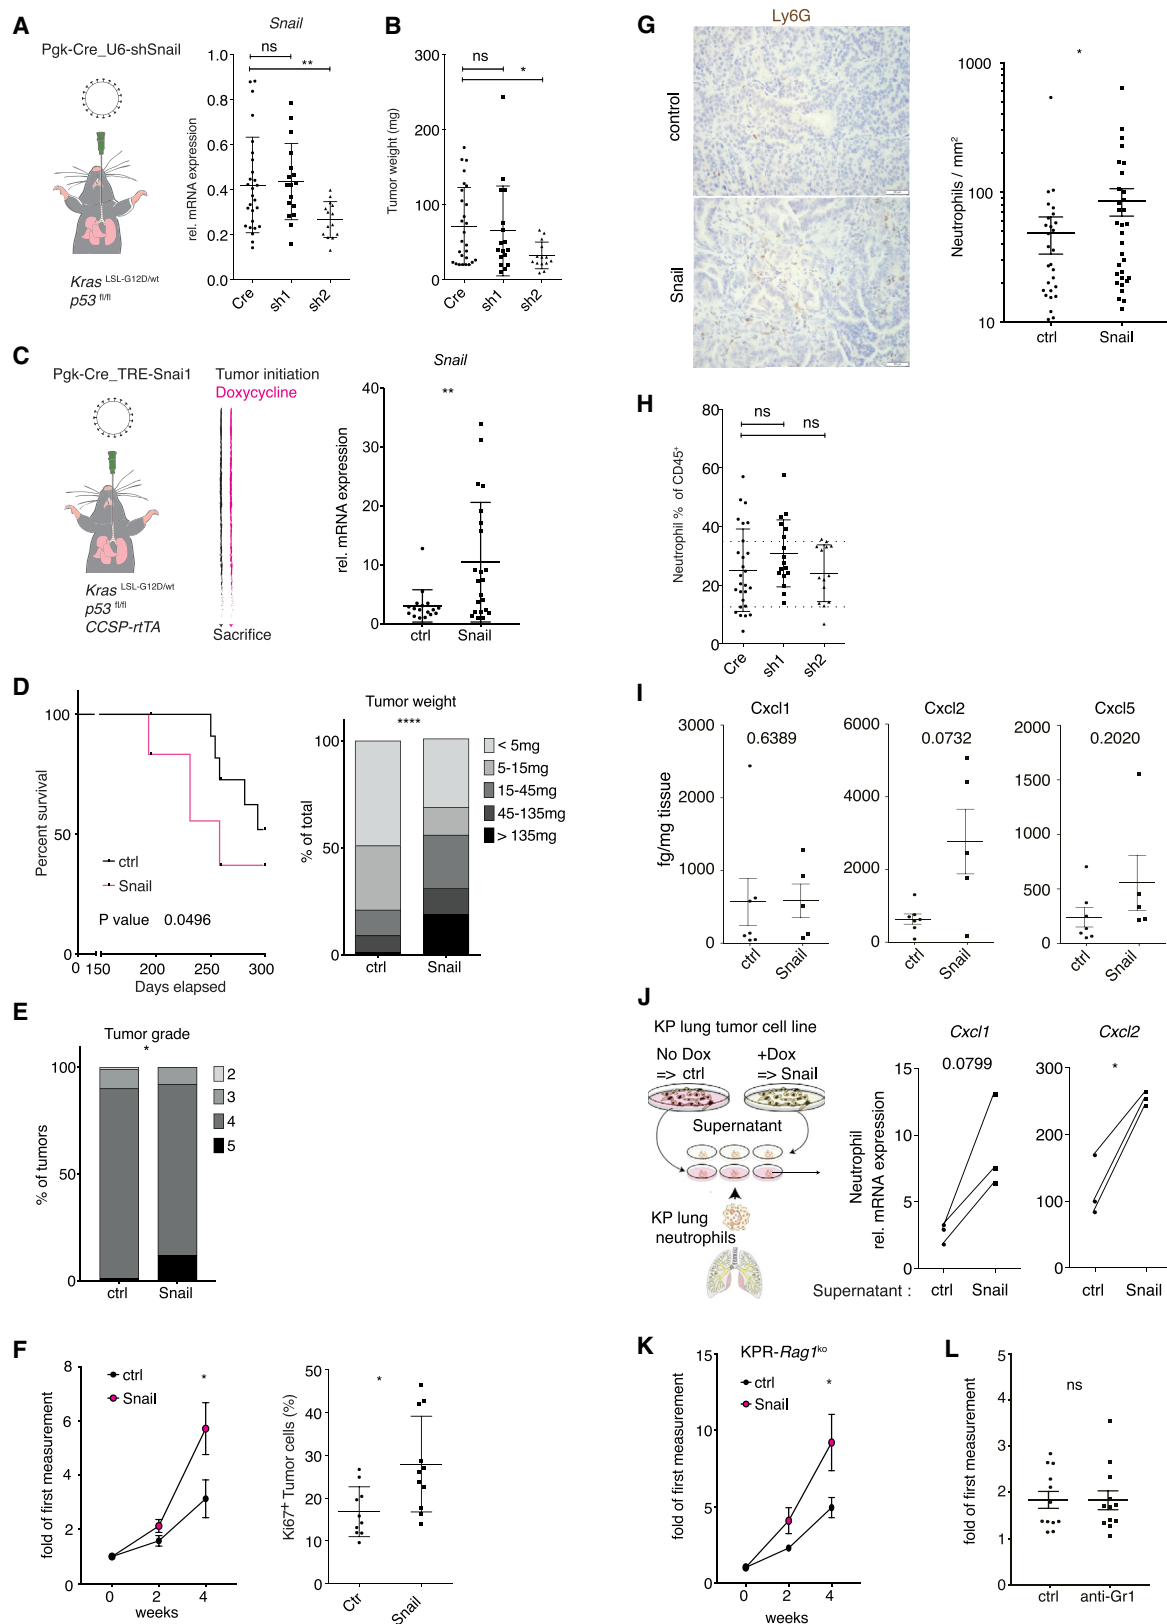 A
Pgk-Cre_U6-shSnail
Kras LSL-G12D/wt
p53 fl/fl
Snail
ns
**
rel. mRNA expression
1.0
0.8
0.6
0.4
0.2
0.0
Cre
sh1
sh2
B
ns
*
Tumor weight (mg)
300
200
100
0
Cre
sh1
sh2
C
Pgk-Cre_TRE-Snai1
Kras LSL-G12D/wt
p53 fl/fl
CCSP-rtTA
Tumor initiation
Doxycycline
Sacrifice
Snail
**
rel. mRNA expression
40
30
20
10
0
ctrl
Snail
D
Percent survival
100
50
0
ctrl
Snail
P value 0.0496
0 150 200 250 300
Days elapsed
Tumor weight
****
% of total
100
50
0
ctrl
Snail
< 5mg
5-15mg
15-45mg
45-135mg
> 135mg
E
Tumor grade
*
% of tumors
100
50
0
ctrl
Snail
2
3
4
5
F
fold of first measurement
8
6
4
2
0
ctrl
Snail
*
0 2 4
weeks
Ki67+ Tumor cells (%)
50
40
30
20
10
0
*
Ctr
Snail
G
Ly6G
control
Snail
*
Neutrophils / mm²
1000
100
10
ctrl
Snail
H
Neutrophil % of CD45+
80
60
40
20
0
ns
ns
Cre
sh1
sh2
I
fg/mg tissue
Cxcl1
0.6389
3000
2000
1000
0
ctrl
Snail
Cxcl2
0.0732
6000
4000
2000
0
ctrl
Snail
Cxcl5
0.2020
2000
1500
1000
500
0
ctrl
Snail
J
KP lung tumor cell line
No Dox
=> ctrl
+Dox
=> Snail
Supernatant
KP lung
neutrophils
Neutrophil
rel. mRNA expression
Cxcl1
0.0799
15
10
5
0
Cxcl2
*
300
200
100
0
Supernatant : ctrl Snail ctrl Snail
K
KPR-Rag1ko
fold of first measurement
15
10
5
0
ctrl
Snail
*
0 2 4
weeks
L
fold of first measurement
5
4
3
2
1
0
ns
ctrl
anti-Gr1